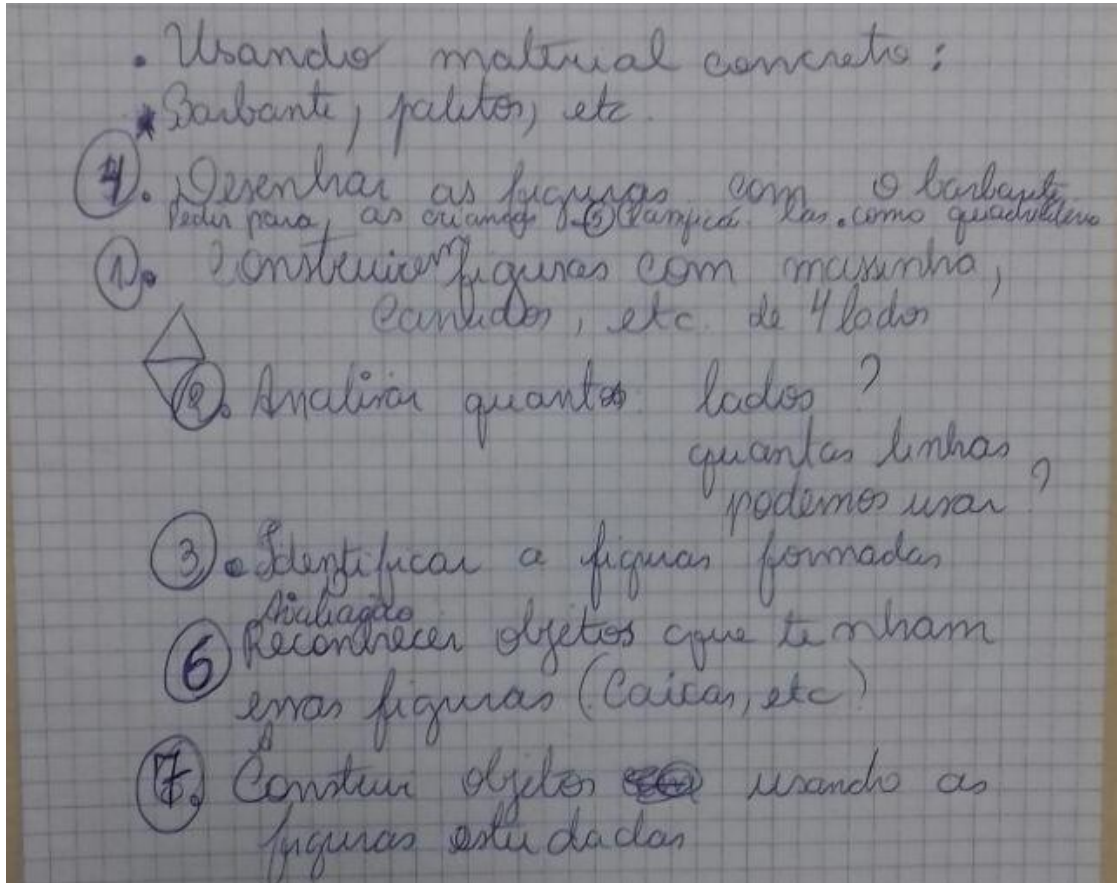 . Usando material concreto:
* Barbante, palitos, etc.
4. Desenhar as figuras com o barbante
Pedir para as crianças 5 las como quadrilátero
1. Construirem figuras com massinha,
Canudos, etc. de 4 lados
2. Analisar quantos lados?
quantas linhas
podemos usar?
3. Identificar a figuras formadas
Avaliação
6 Reconhecer objetos que tenham
essas figuras (Caixas, etc)
7. Construir objetos usando as
figuras estudadas